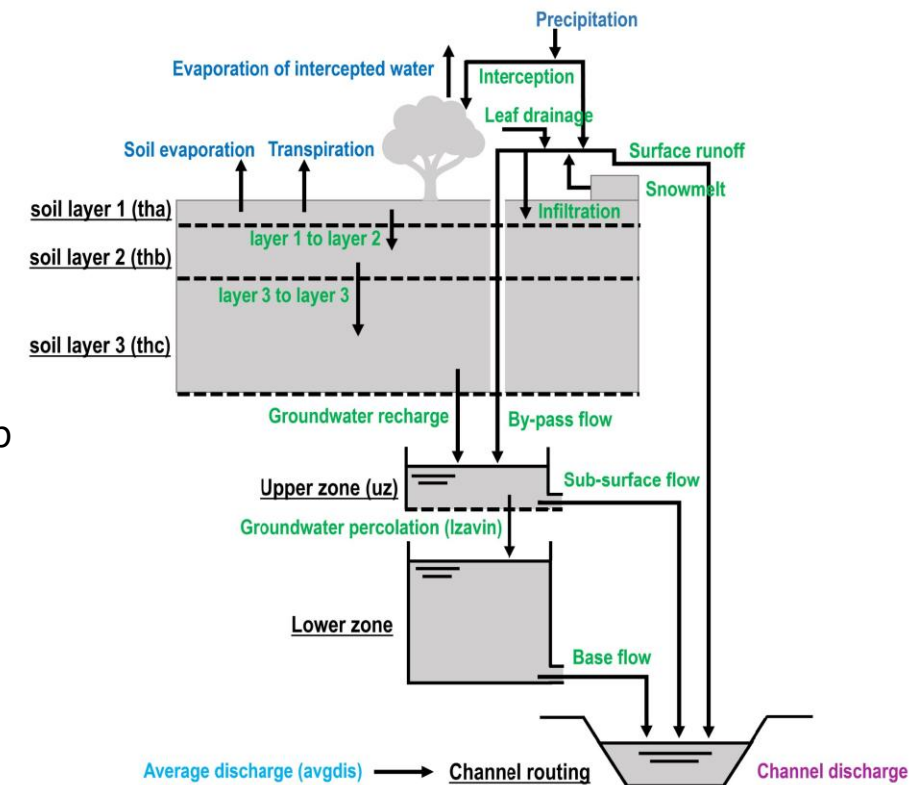 Precipitation
Evaporation of intercepted water
Interception
Leaf drainage
Soil evaporation
Transpiration
Surface runoff
Snowmelt
soil layer 1 (tha)
Infiltration
layer 1 to layer 2
soil layer 2 (thb)
layer 3 to layer 3
soil layer 3 (thc)
Groundwater recharge
By-pass flow
Upper zone (uz)
Sub-surface flow
Groundwater percolation (lzavin)
Lower zone
Base flow
Average discharge (avgdis)
Channel routing
Channel discharge